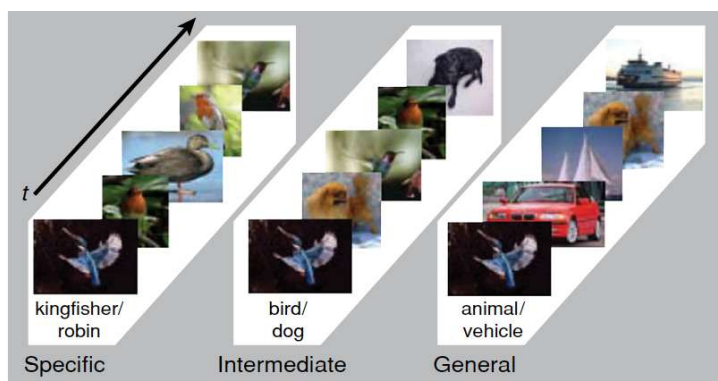 t
kingfisher/
robin
bird/
dog
animal/
vehicle
Specific
Intermediate
General